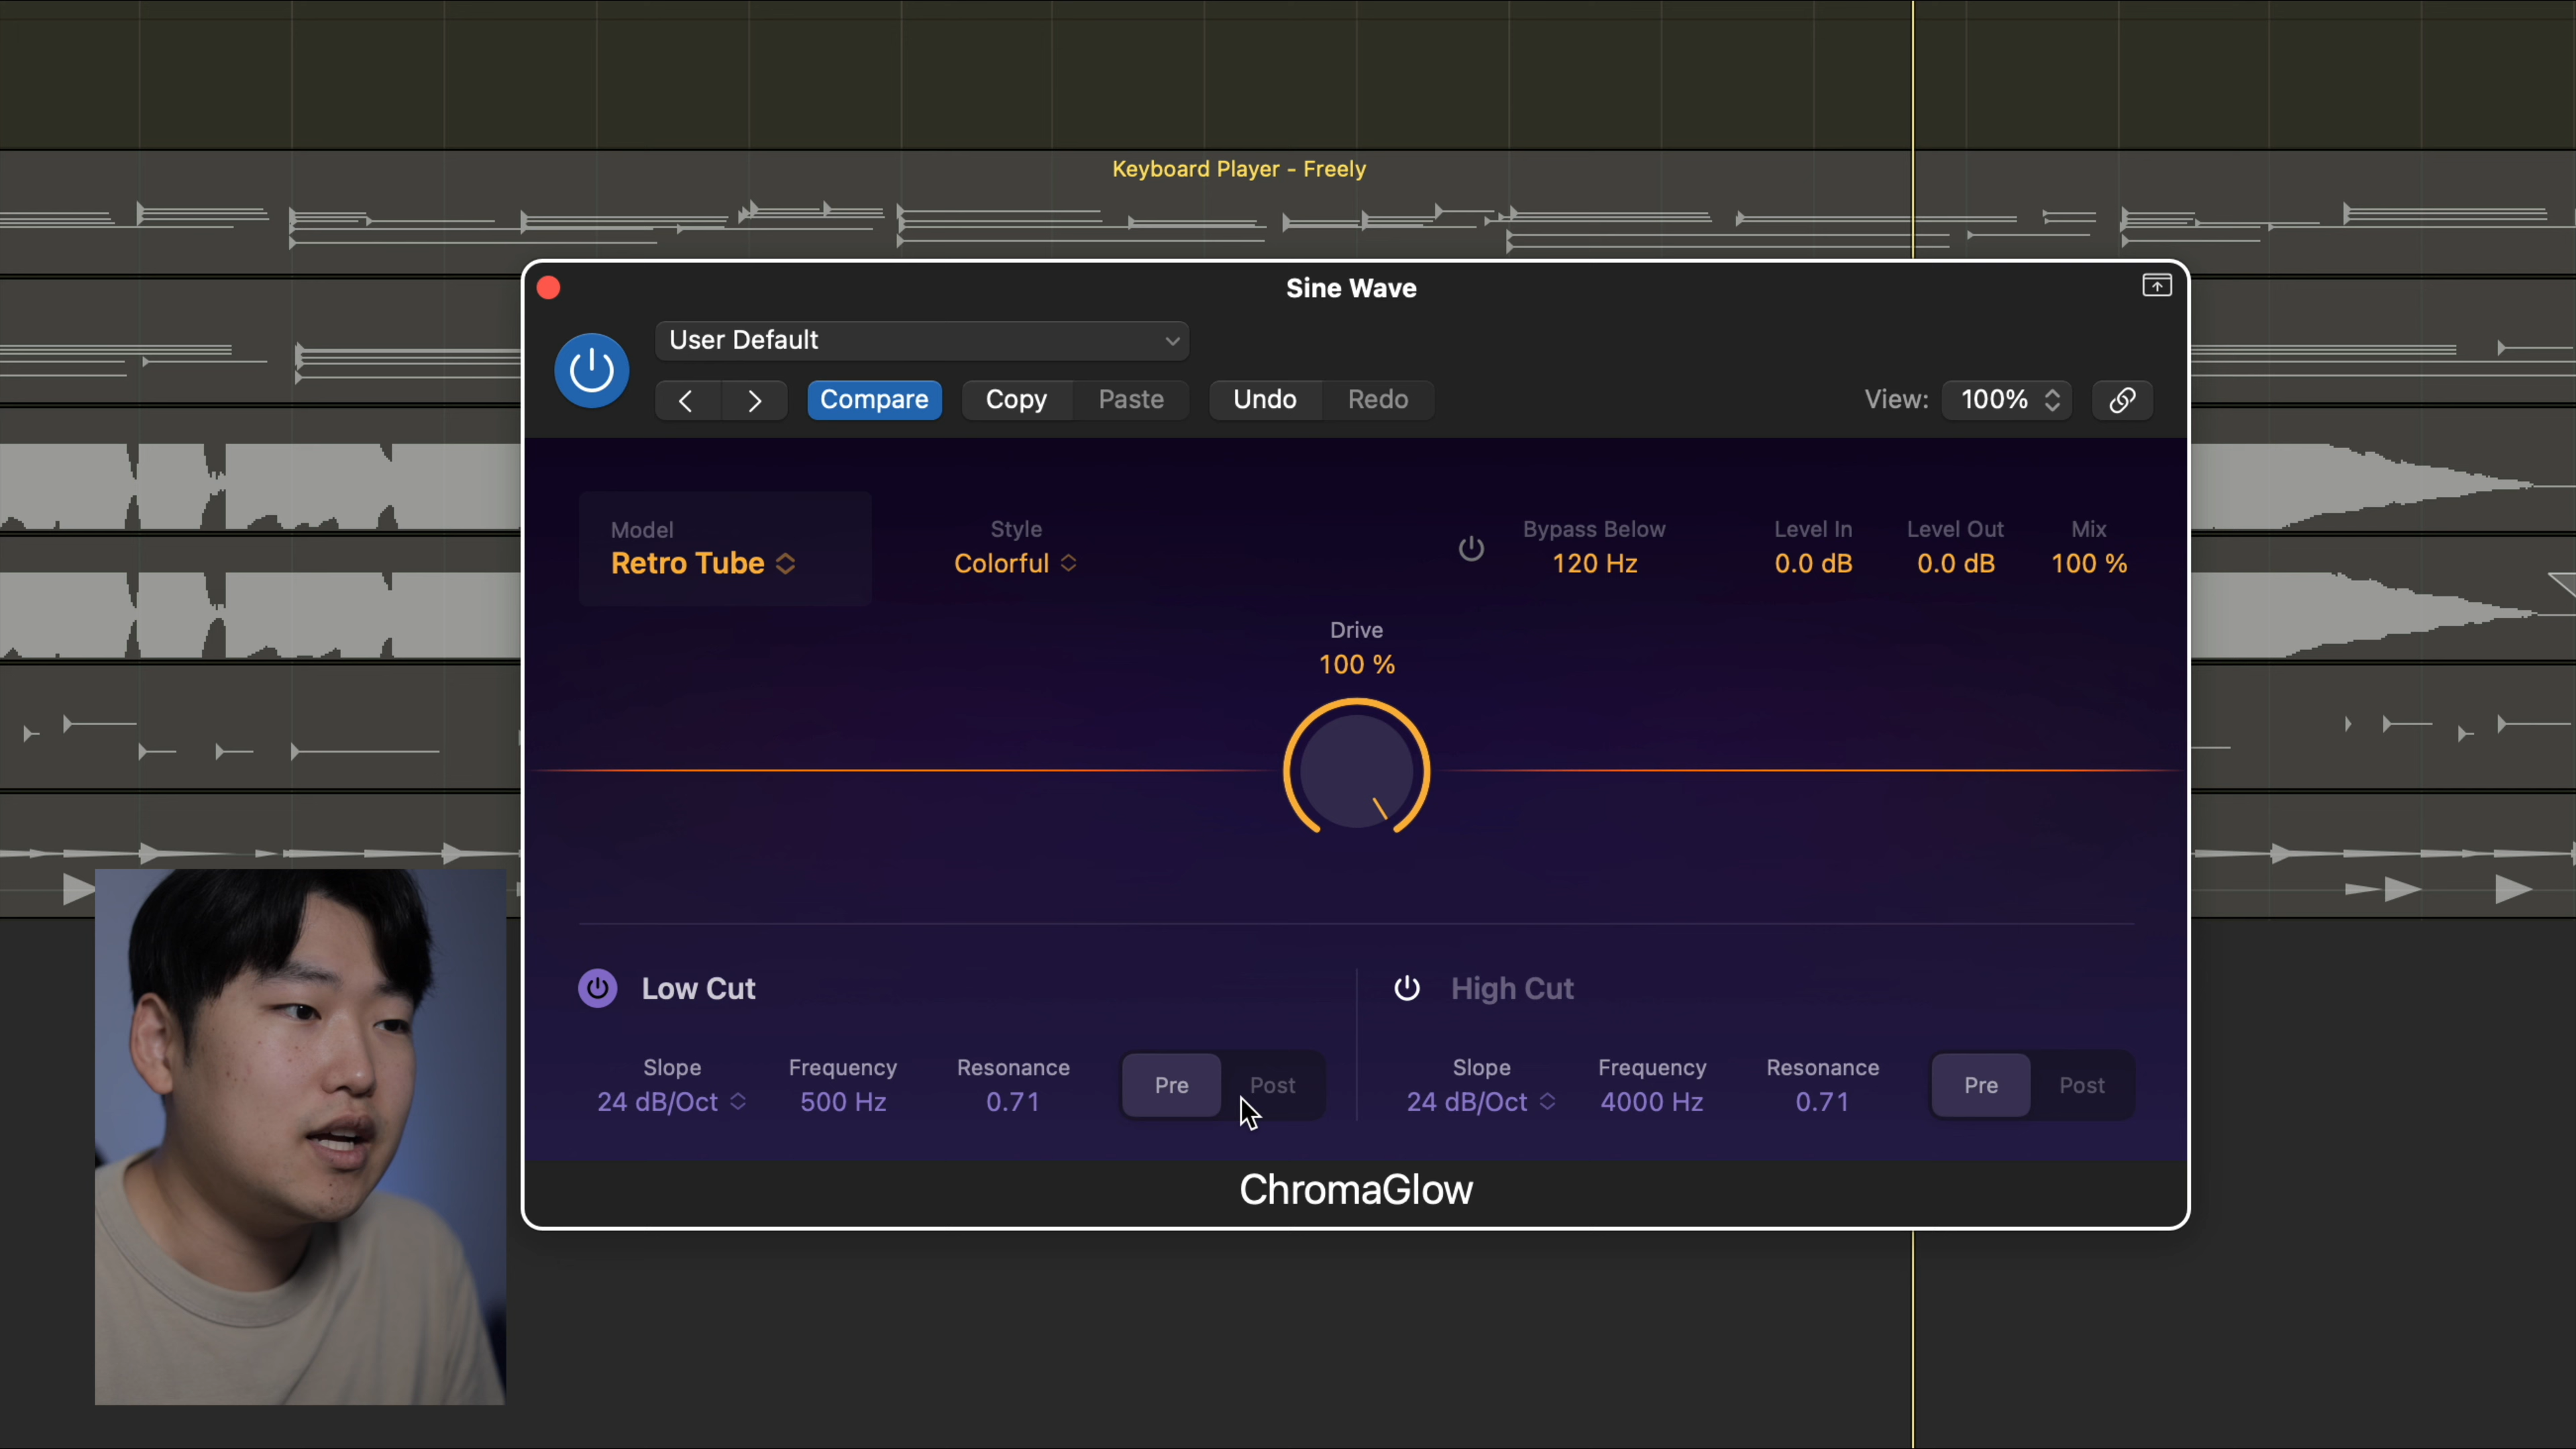 Keyboard Player - Freely
Sine Wave
User Default
Compare Copy Paste Undo Redo View: 100%
Model Style Bypass Below Level In Level Out Mix
Retro Tube Colorful 120 Hz 0.0 dB 0.0 dB 100 %
Drive
100 %
Low Cut High Cut
Slope Frequency Resonance Pre Post Slope Frequency Resonance Pre Post
24 dB/Oct 500 Hz 0.71 24 dB/Oct 4000 Hz 0.71
ChromaGlow